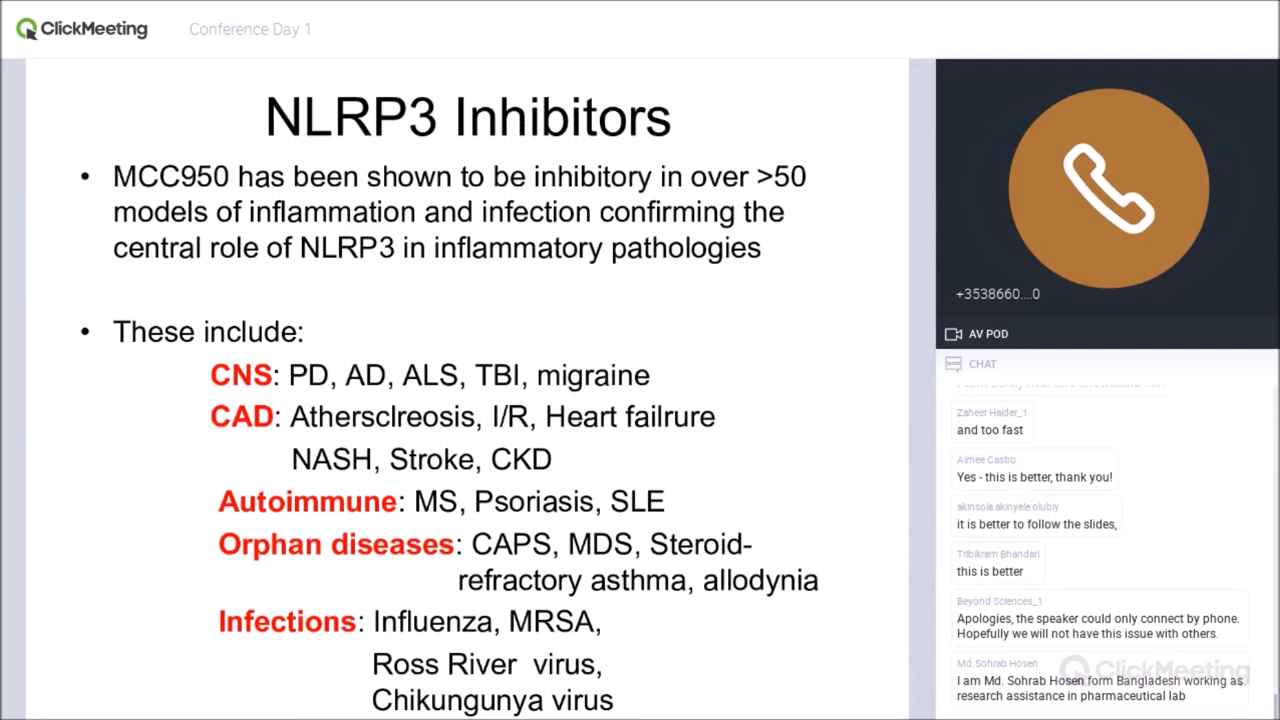 ClickMeeting
Conference Day 1
NLRP3 Inhibitors
• MCC950 has been shown to be inhibitory in over >50
models of inflammation and infection confirming the
central role of NLRP3 in inflammatory pathologies
• These include:
CNS: PD, AD, ALS, TBI, migraine
CAD: Athersclreosis, I/R, Heart failrure
NASH, Stroke, CKD
Autoimmune: MS, Psoriasis, SLE
Orphan diseases: CAPS, MDS, Steroid-
refractory asthma, allodynia
Infections: Influenza, MRSA,
Ross River virus,
Chikungunya virus
+3538660....0
AV POD
CHAT
Zaheer Haider_1
and too fast
Aimee Castro
Yes - this is better, thank you!
akinsola akinyele olubiy
it is better to follow the slides,
Tribikram Bhandari
this is better
Beyond Sciences_1
Apologies, the speaker could only connect by phone.
Hopefully we will not have this issue with others.
Md. Sohrab Hosen
I am Md. Sohrab Hosen form Bangladesh working as
research assistance in pharmaceutical lab
ClickMeeting